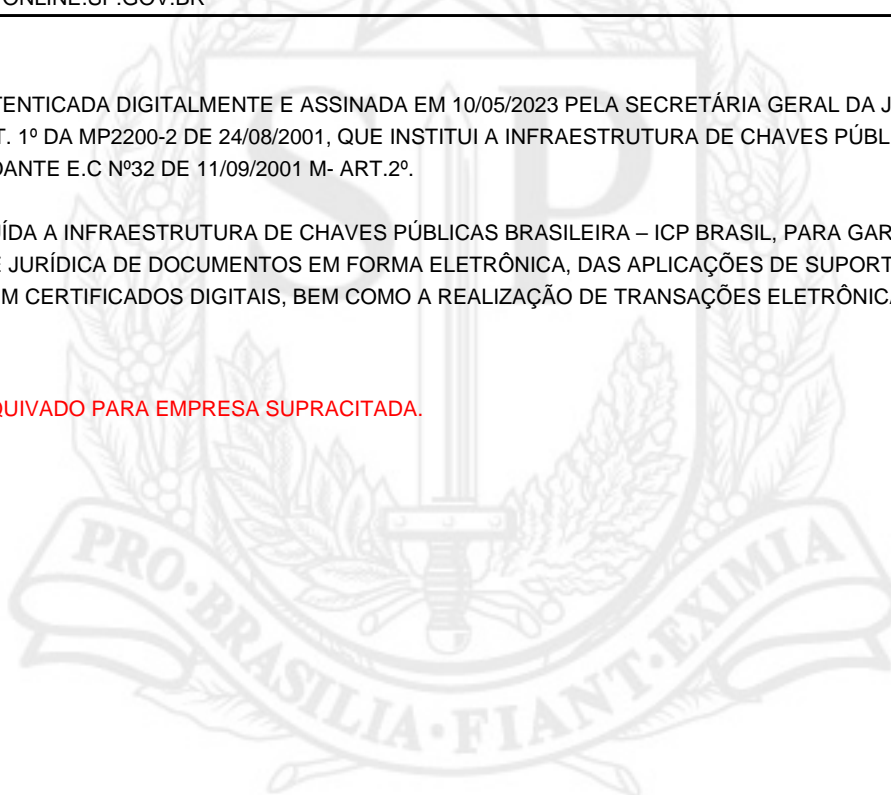 ONLINE.SP.GOV.BR
TENTICADA DIGITALMENTE E ASSINADA EM 10/05/2023 PELA SECRETÁRIA GERAL DA J
T. 1º DA MP2200-2 DE 24/08/2001, QUE INSTITUI A INFRAESTRUTURA DE CHAVES PÚBL
DANTE E.C Nº32 DE 11/09/2001 M- ART.2º.
ÍDA A INFRAESTRUTURA DE CHAVES PÚBLICAS BRASILEIRA – ICP BRASIL, PARA GAR
E JURÍDICA DE DOCUMENTOS EM FORMA ELETRÔNICA, DAS APLICAÇÕES DE SUPORT
M CERTIFICADOS DIGITAIS, BEM COMO A REALIZAÇÃO DE TRANSAÇÕES ELETRÔNICA
QUIVADO PARA EMPRESA SUPRACITADA.
SP
PRO·BRASILIA·FIANT·EXIMIA